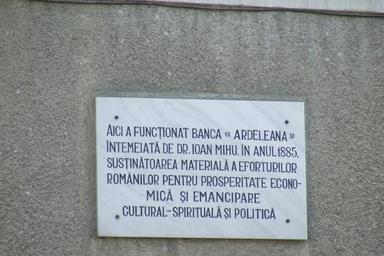 AICI A FUNCȚIONAT BANCA « ARDELEANA »
ÎNTEMEIATĂ DE DR. IOAN MIHU, ÎN ANUL 1885,
SUSȚINĂTOAREA MATERIALĂ A EFORTURILOR
ROMÂNILOR PENTRU PROSPERITATE ECONO-
MICĂ ȘI EMANCIPARE
CULTURAL-SPIRITUALĂ ȘI POLITICĂ